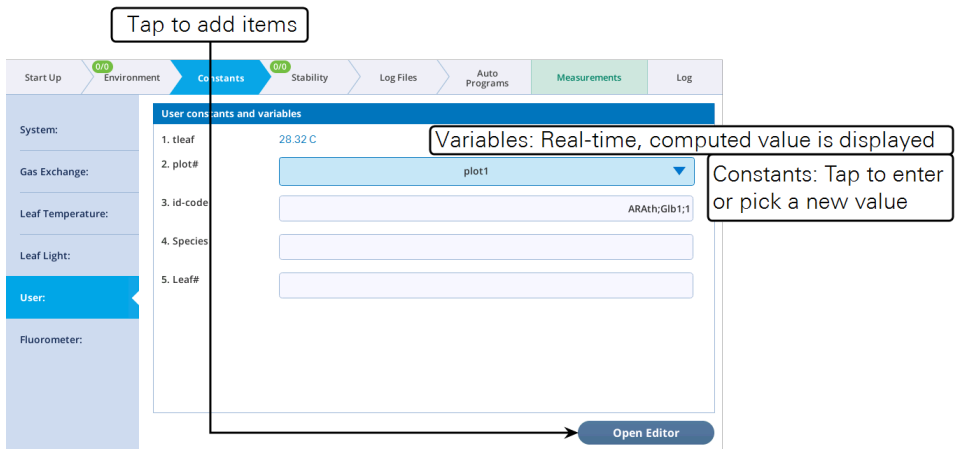 Tap to add items
Start Up
0/0
Environment
Constants
0/0
Stability
Log Files
Auto
Programs
Measurements
Log
System:
Gas Exchange:
Leaf Temperature:
Leaf Light:
User:
Fluorometer:
User constants and variables
1. tleaf
28.32 C
Variables: Real-time, computed value is displayed
2. plot#
plot1
Constants: Tap to enter
or pick a new value
3. id-code
ARAth;Glb1;1
4. Species
5. Leaf#
Open Editor